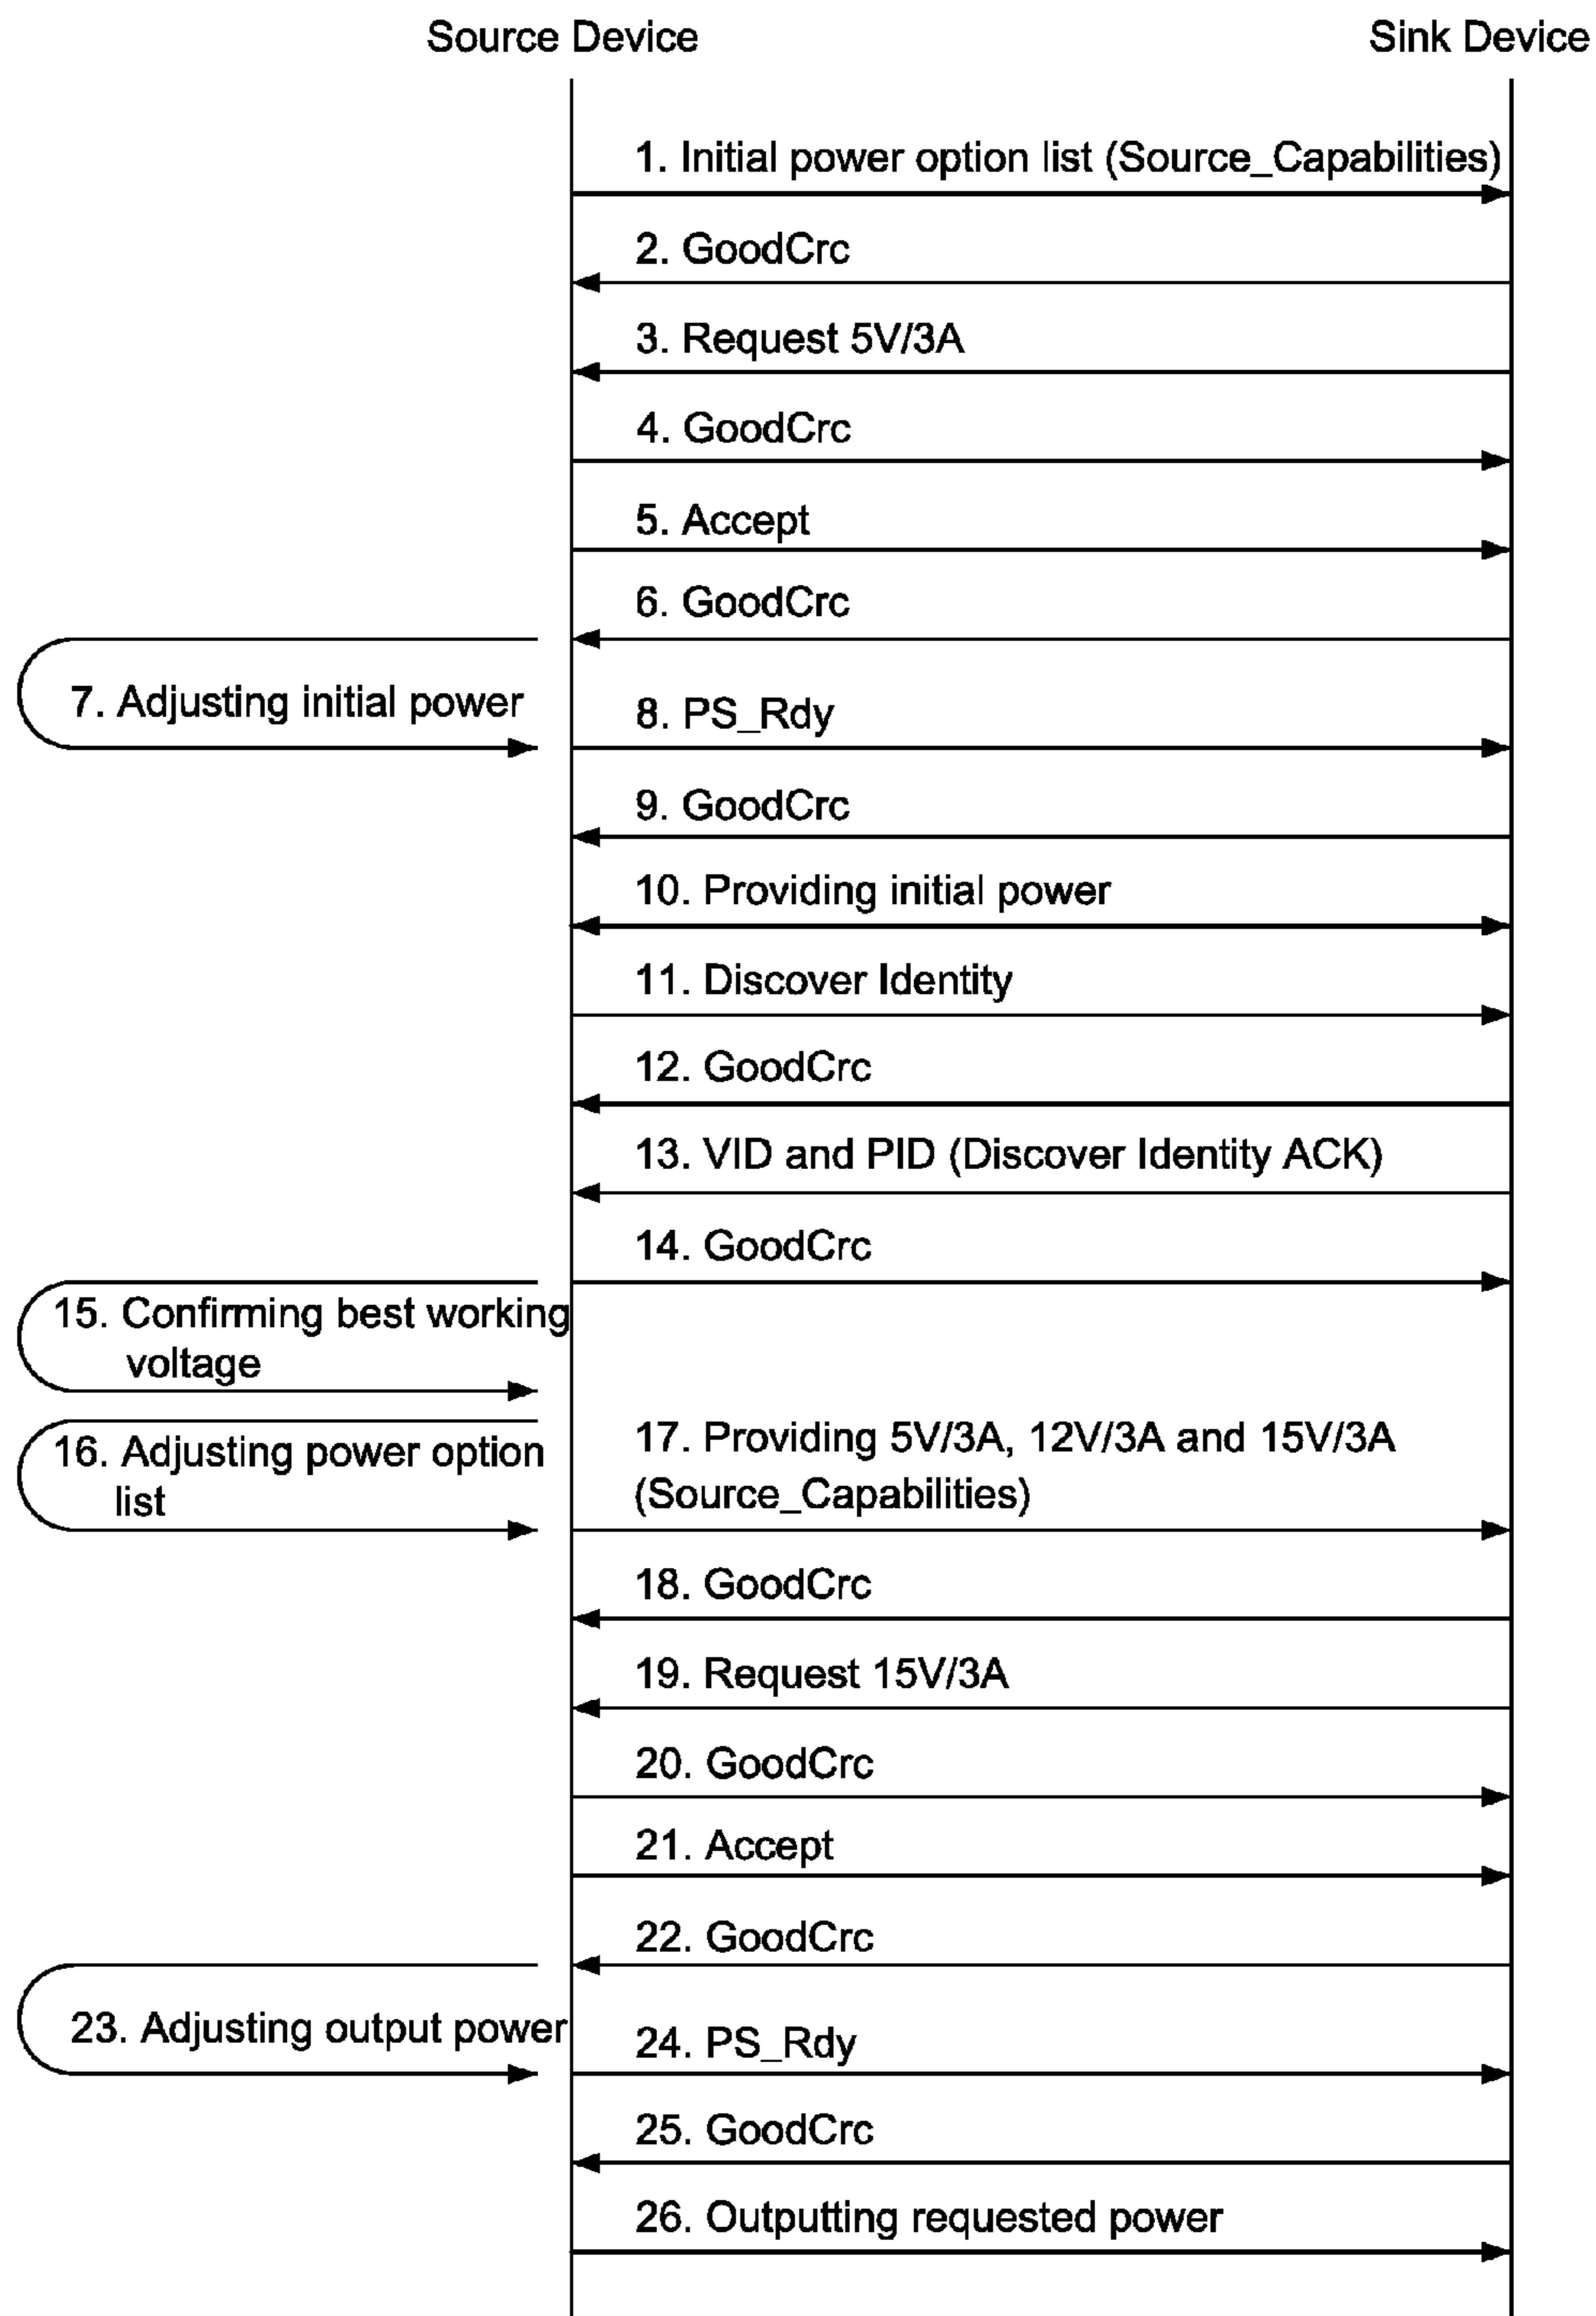 Source Device
Sink Device
1. Initial power option list (Source_Capabilities)
2. GoodCrc
3. Request 5V/3A
4. GoodCrc
5. Accept
6. GoodCrc
7. Adjusting initial power
8. PS_Rdy
9. GoodCrc
10. Providing initial power
11. Discover Identity
12. GoodCrc
13. VID and PID (Discover Identity ACK)
14. GoodCrc
15. Confirming best working
voltage
16. Adjusting power option
list
17. Providing 5V/3A, 12V/3A and 15V/3A
(Source_Capabilities)
18. GoodCrc
19. Request 15V/3A
20. GoodCrc
21. Accept
22. GoodCrc
23. Adjusting output power
24. PS_Rdy
25. GoodCrc
26. Outputting requested power